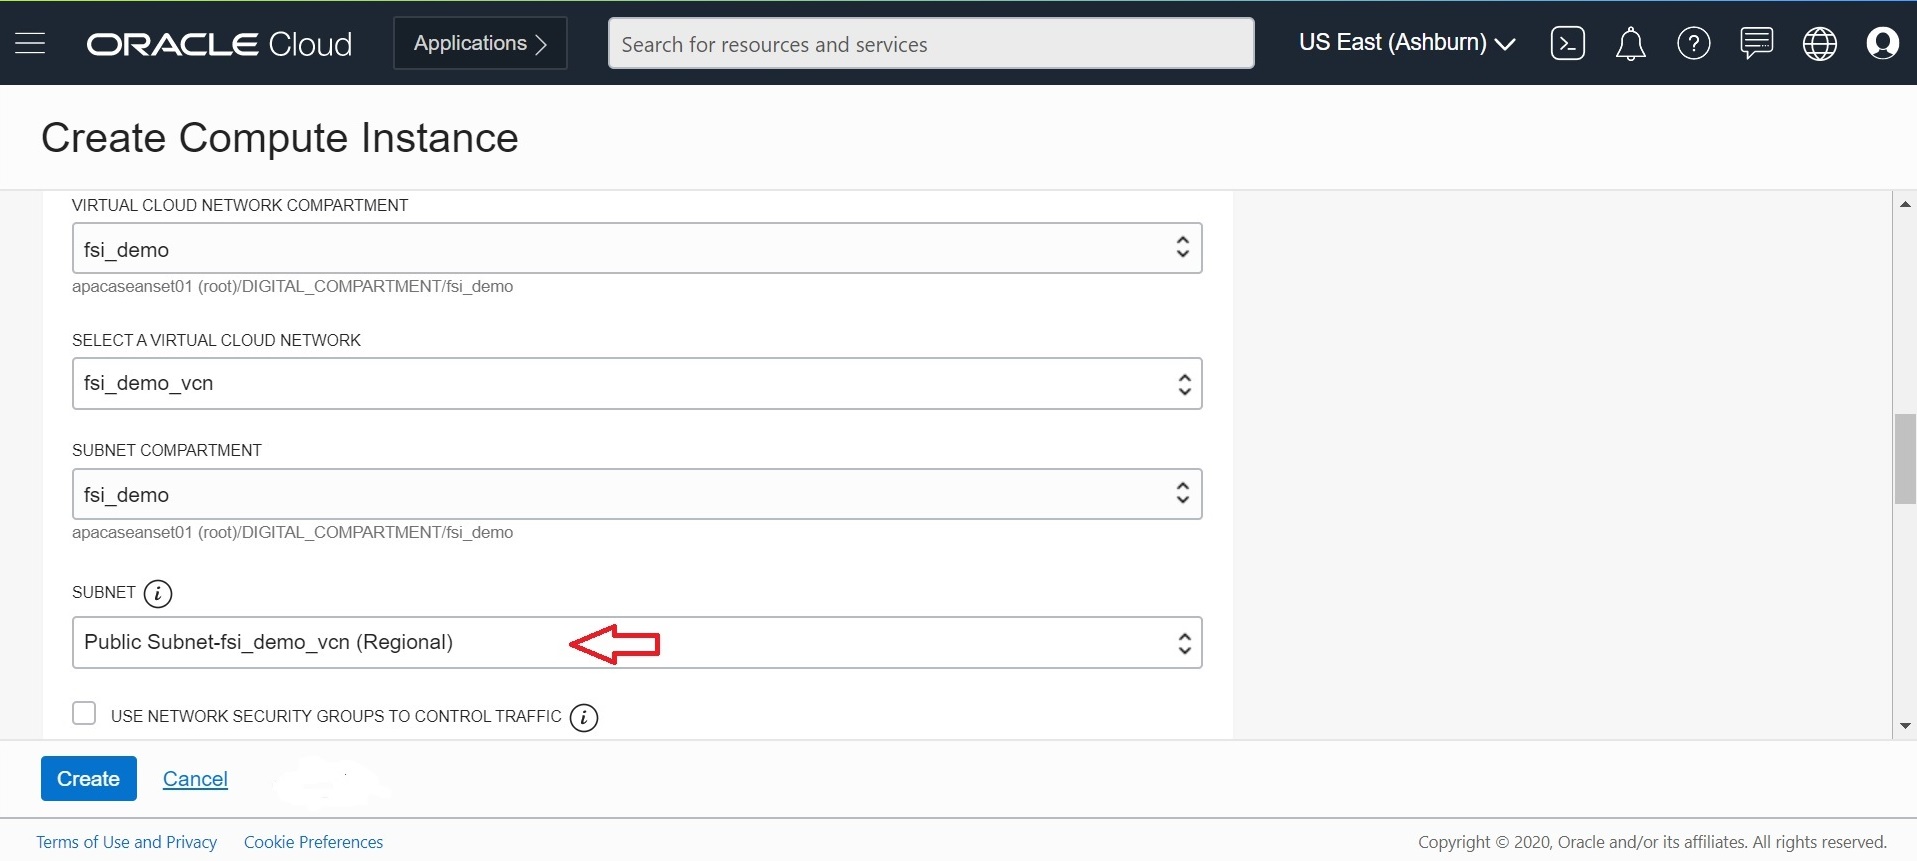 ORACLE Cloud
Applications
Search for resources and services
US East (Ashburn)
Create Compute Instance
VIRTUAL CLOUD NETWORK COMPARTMENT
fsi_demo
apacaseanset01 (root)/DIGITAL_COMPARTMENT/fsi_demo
SELECT A VIRTUAL CLOUD NETWORK
fsi_demo_vcn
SUBNET COMPARTMENT
fsi_demo
apacaseanset01 (root)/DIGITAL_COMPARTMENT/fsi_demo
SUBNET
Public Subnet-fsi_demo_vcn (Regional)
USE NETWORK SECURITY GROUPS TO CONTROL TRAFFIC
Create Cancel
Terms of Use and Privacy Cookie Preferences Copyright © 2020, Oracle and/or its affiliates. All rights reserved.